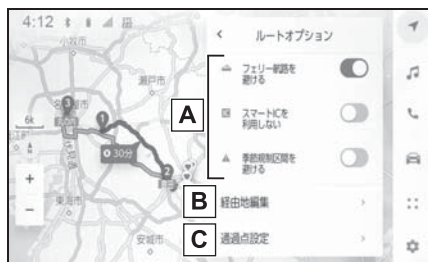 4:12
ルートオプション
フェリー航路を
避ける
スマートICを
利用しない
季節規制区間を
避ける
経由地編集
通過点設定
A
B
C
小牧市
瀬戸市
6k
3
1
30分
2
東海市
安城市
+
−